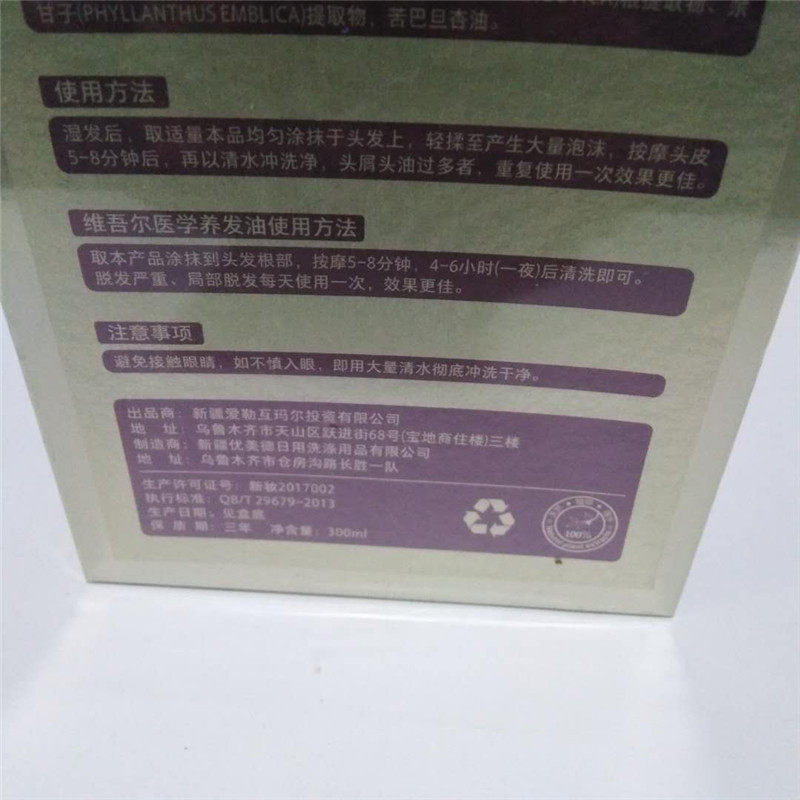 提取物、余
甘子(PHYLLANTHUS EMBLICA)提取物，苦巴旦杏油。
使用方法
湿发后，取适量本品均匀涂抹于头发上，轻揉至产生大量泡沫，按摩头皮
5-8分钟后，再以清水冲洗净，头屑头油过多者，重复使用一次效果更佳。
维吾尔医学养发油使用方法
取本产品涂抹到头发根部，按摩5-8分钟，4-6小时(一夜)后清洗即可。
脱发严重、局部脱发每天使用一次，效果更佳。
注意事项
避免接触眼睛，如不慎入眼，即用大量清水彻底冲洗干净。
出品商：新疆爱勒互玛尔投资有限公司
地 址：乌鲁木齐市天山区跃进街68号(宝地商住楼)三楼
制造商：新疆优美德日用洗涤用品有限公司
地 址：乌鲁木齐市仓房沟路长胜一队
生产许可证号：新妆2017002
执行标准：QB/T 29679-2013
生产日期：见盒底
保 质 期：三年 净含量：300ml
100%